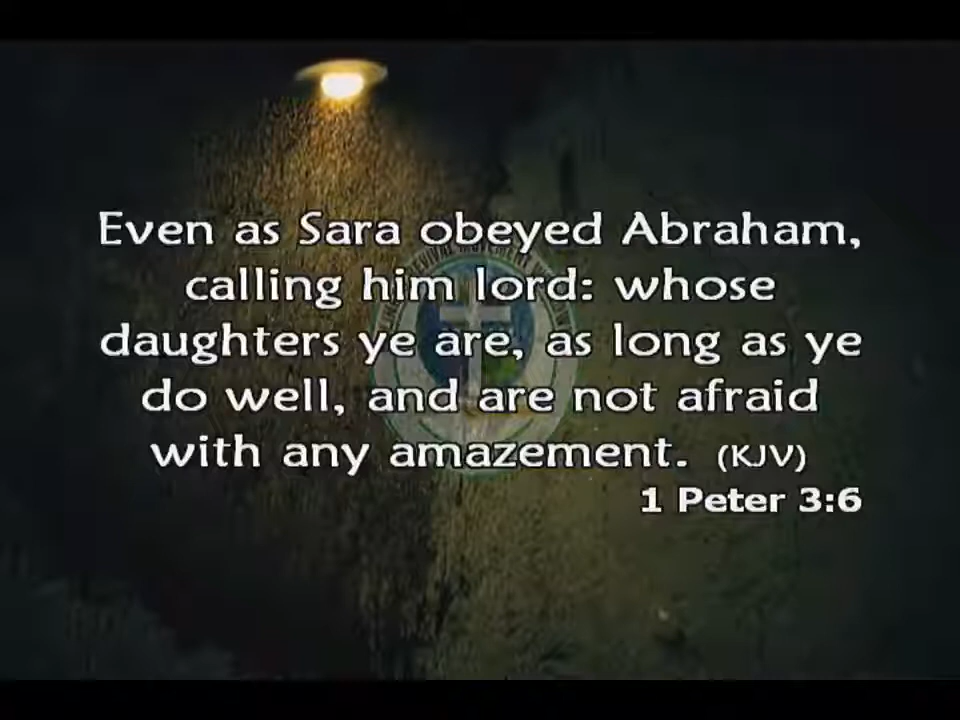 Even as Sara obeyed Abraham,
calling him lord: whose
daughters ye are, as long as ye
do well, and are not afraid
with any amazement. (KJV)
1 Peter 3:6